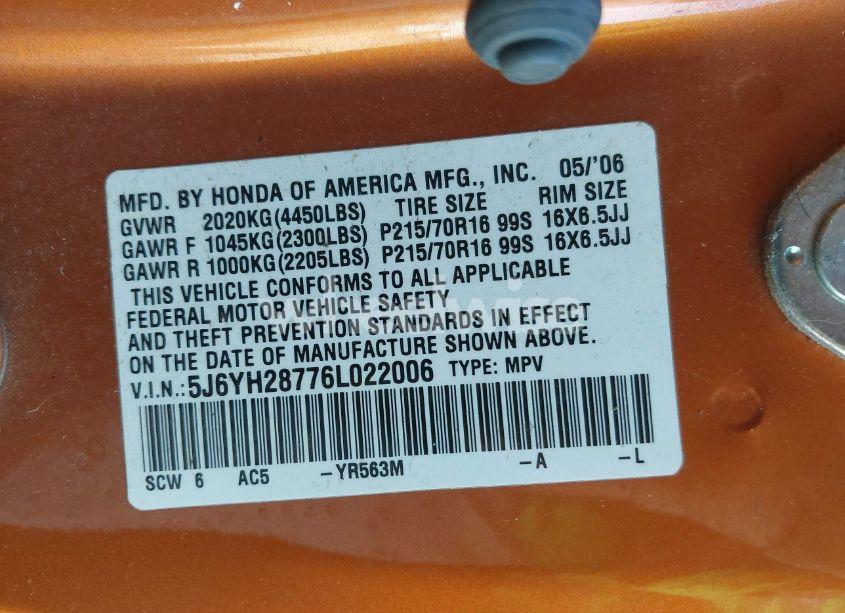 MFD. BY HONDA OF AMERICA MFG., INC. 05/'06
GVWR 2020KG(4450LBS) TIRE SIZE RIM SIZE
GAWR F 1045KG(2300LBS) P215/70R16 99S 16X6.5JJ
GAWR R 1000KG(2205LBS) P215/70R16 99S 16X6.5JJ
THIS VEHICLE CONFORMS TO ALL APPLICABLE
FEDERAL MOTOR VEHICLE SAFETY
AND THEFT PREVENTION STANDARDS IN EFFECT
ON THE DATE OF MANUFACTURE SHOWN ABOVE.
V.I.N.:5J6YH28776L022006 TYPE: MPV
SCW 6 AC5 -YR563M -A -L